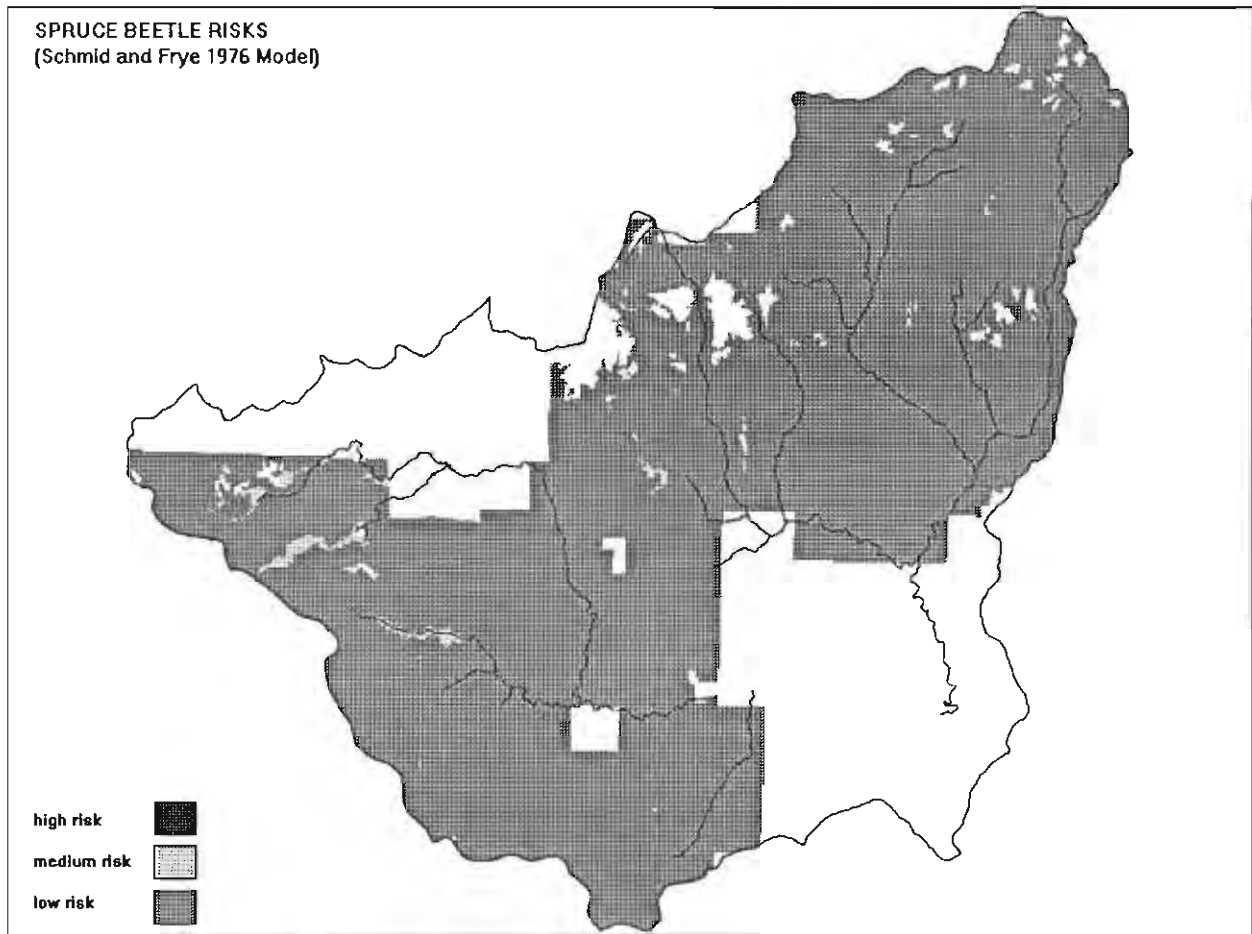 SPRUCE BEETLE RISKS
(Schmid and Frye 1976 Model)
high risk
medium risk
low risk